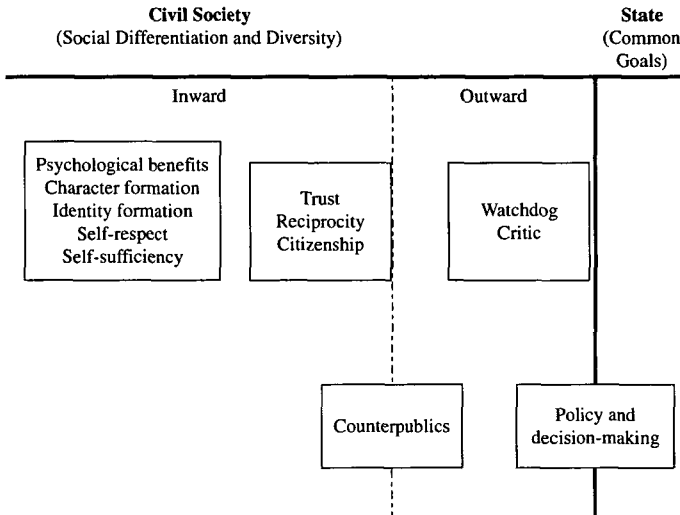 Civil Society
(Social Differentiation and Diversity)
State
(Common
Goals)
Inward
Outward
Psychological benefits
Character formation
Identity formation
Self-respect
Self-sufficiency
Trust
Reciprocity
Citizenship
Watchdog
Critic
Counterpublics
Policy and
decision-making